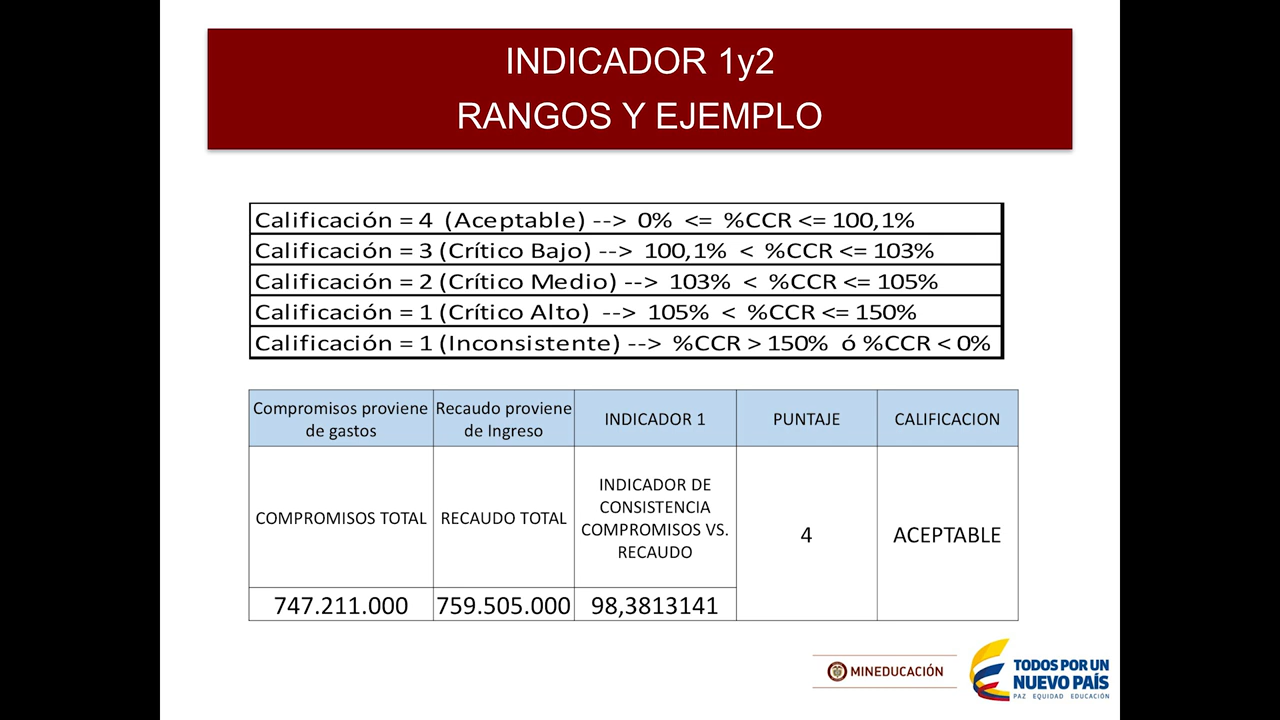 INDICADOR 1y2
RANGOS Y EJEMPLO
Calificación = 4 (Aceptable) --> 0% <= %CCR <= 100,1%
Calificación = 3 (Crítico Bajo) --> 100,1% < %CCR <= 103%
Calificación = 2 (Crítico Medio) --> 103% < %CCR <= 105%
Calificación = 1 (Crítico Alto) --> 105% < %CCR <= 150%
Calificación = 1 (Inconsistente) --> %CCR > 150% ó %CCR < 0%
Compromisos proviene
de gastos
Recaudo proviene
de Ingreso
INDICADOR 1
PUNTAJE
CALIFICACION
COMPROMISOS TOTAL
RECAUDO TOTAL
INDICADOR DE
CONSISTENCIA
COMPROMISOS VS.
RECAUDO
4
ACEPTABLE
747.211.000
759.505.000
98,3813141
MINEDUCACIÓN
TODOS POR UN
NUEVO PAÍS
PAZ EQUIDAD EDUCACIÓN